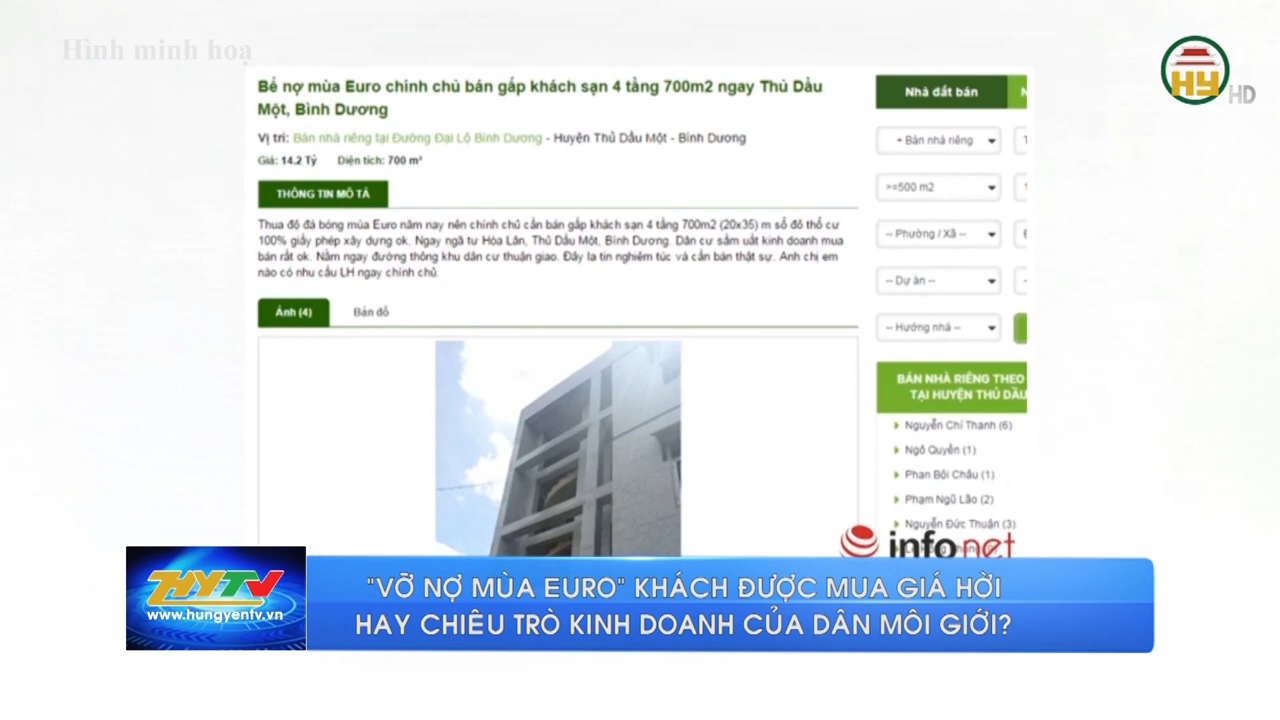 Hình minh hoạ
HY HD
Bể nợ mùa Euro chính chủ bán gấp khách sạn 4 tầng 700m2 ngay Thủ Dầu
Một, Bình Dương
Vị trí: Bán nhà riêng tại Đường Đại Lộ Bình Dương - Huyện Thủ Dầu Một - Bình Dương
Giá: 14.2 Tỷ Diện tích: 700 m²
THÔNG TIN MÔ TẢ
Thua độ đá bóng mùa Euro năm nay nên chính chủ cần bán gấp khách sạn 4 tầng 700m2 (20x35) m sổ đỏ thổ cư
100% giấy phép xây dựng ok. Ngay ngã tư Hòa Lân, Thủ Dầu Một, Bình Dương. Dân cư sầm uất kinh doanh mua
bán rất ok. Nằm ngay đường thông khu dân cư thuận giao. Đây là tin nghiêm túc và cần bán thật sự. Anh chị em
nào có nhu cầu LH ngay chính chủ.
Ảnh (4) Bản đồ
Nhà đất bán N
+ Bán nhà riêng
>=500 m2
-- Phường / Xã --
-- Dự án --
-- Hướng nhà --
BÁN NHÀ RIÊNG THEO
TẠI HUYỆN THỦ DẦU
Nguyễn Chí Thanh (6)
Ngô Quyền (1)
Phan Bội Châu (1)
Phạm Ngũ Lão (2)
Nguyễn Đức Thuận (3)
infonet
HYTV
www.hungyentv.vn
"VỠ NỢ MÙA EURO" KHÁCH ĐƯỢC MUA GIÁ HỜI
HAY CHIÊU TRÒ KINH DOANH CỦA DÂN MÔI GIỚI?